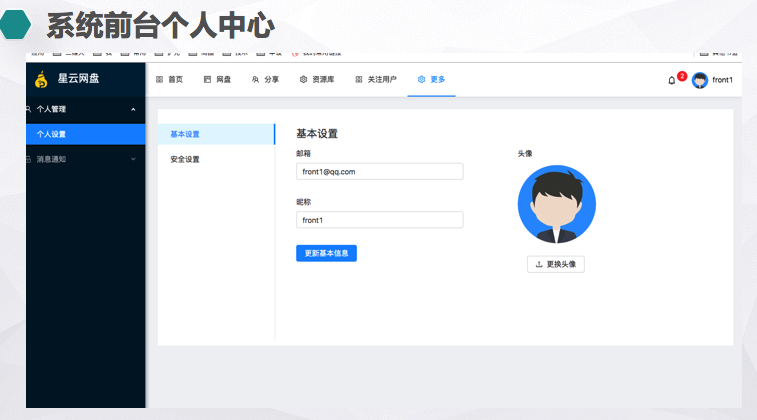 系统前台个人中心
星云网盘
首页 网盘 分享 资源库 关注用户 更多
2 front1
个人管理
个人设置
消息通知
基本设置
安全设置
基本设置
邮箱
front1@qq.com
昵称
front1
更新基本信息
头像
更换头像